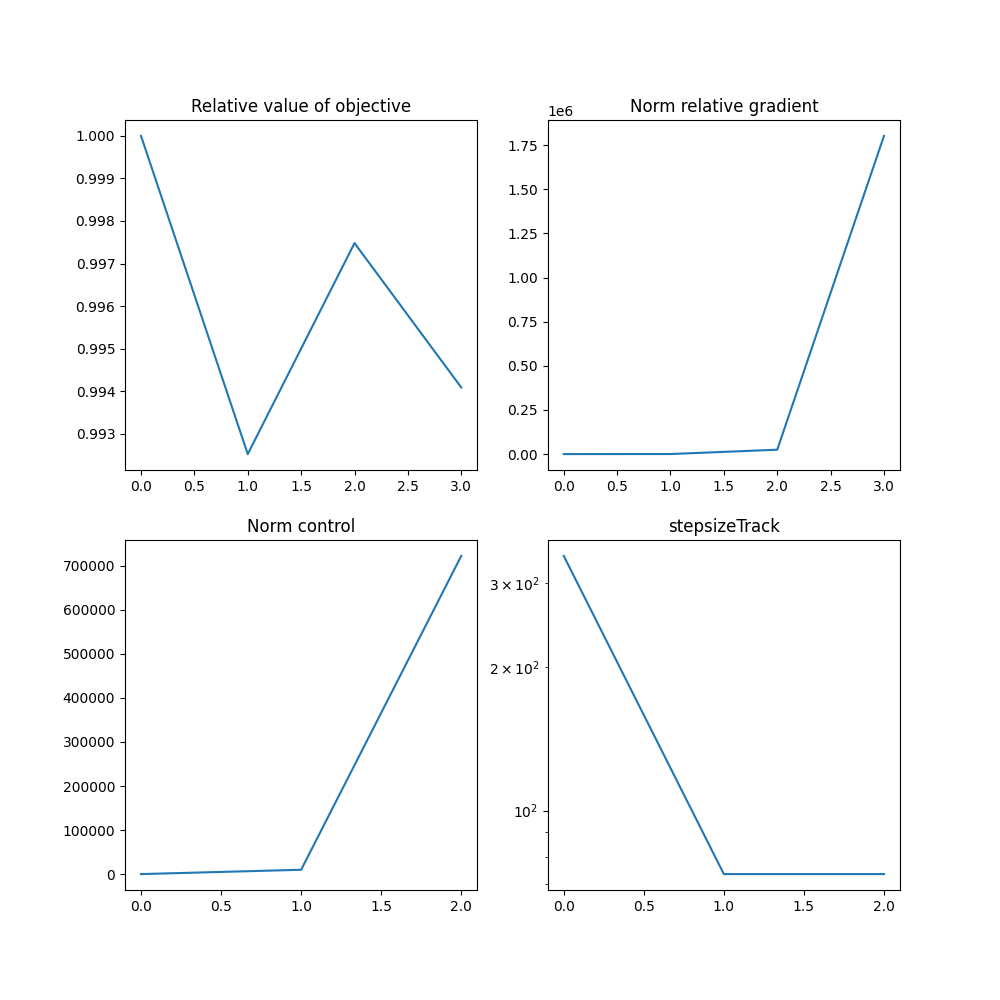 Relative value of objective
1.000
0.999
0.998
0.997
0.996
0.995
0.994
0.993
0.0 0.5 1.0 1.5 2.0 2.5 3.0
Norm relative gradient
1e6
1.75
1.50
1.25
1.00
0.75
0.50
0.25
0.00
0.0 0.5 1.0 1.5 2.0 2.5 3.0
Norm control
700000
600000
500000
400000
300000
200000
100000
0
0.0 0.5 1.0 1.5 2.0
stepsizeTrack
3 × 10²
2 × 10²
10²
0.0 0.5 1.0 1.5 2.0